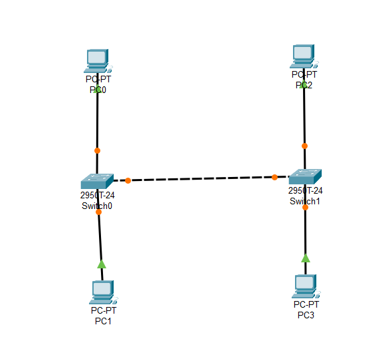 PC-PT
PC0
PC-PT
PC2
2950T-24
Switch0
2950T-24
Switch1
PC-PT
PC1
PC-PT
PC3